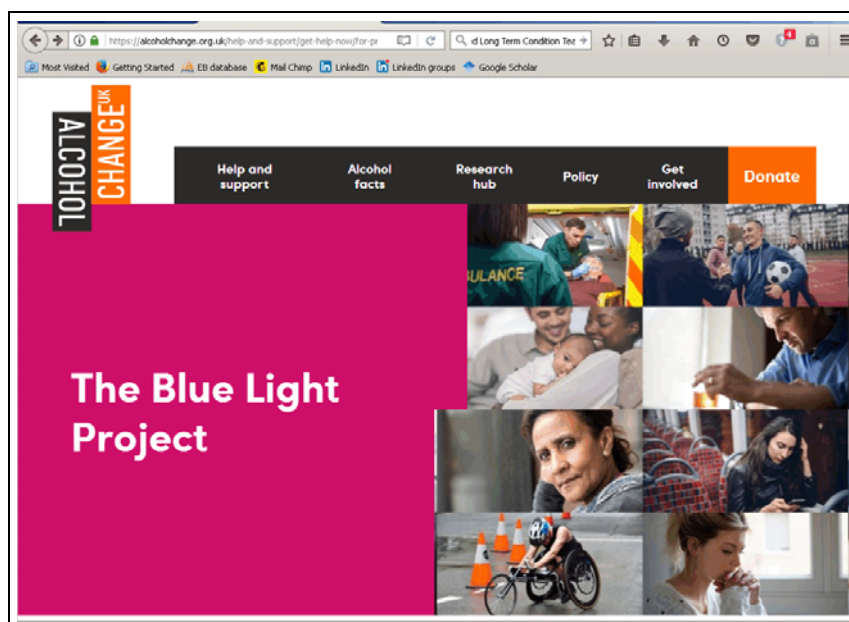 https://alcoholchange.org.uk/help-and-support/get-help-now/for-pr
d Long Term Condition Tea
4
Most Visited Getting Started EB database Mail Chimp LinkedIn LinkedIn groups Google Scholar
ALCOHOL
CHANGE UK
Help and support
Alcohol facts
Research hub
Policy
Get involved
Donate
BULANCE
The Blue Light
Project